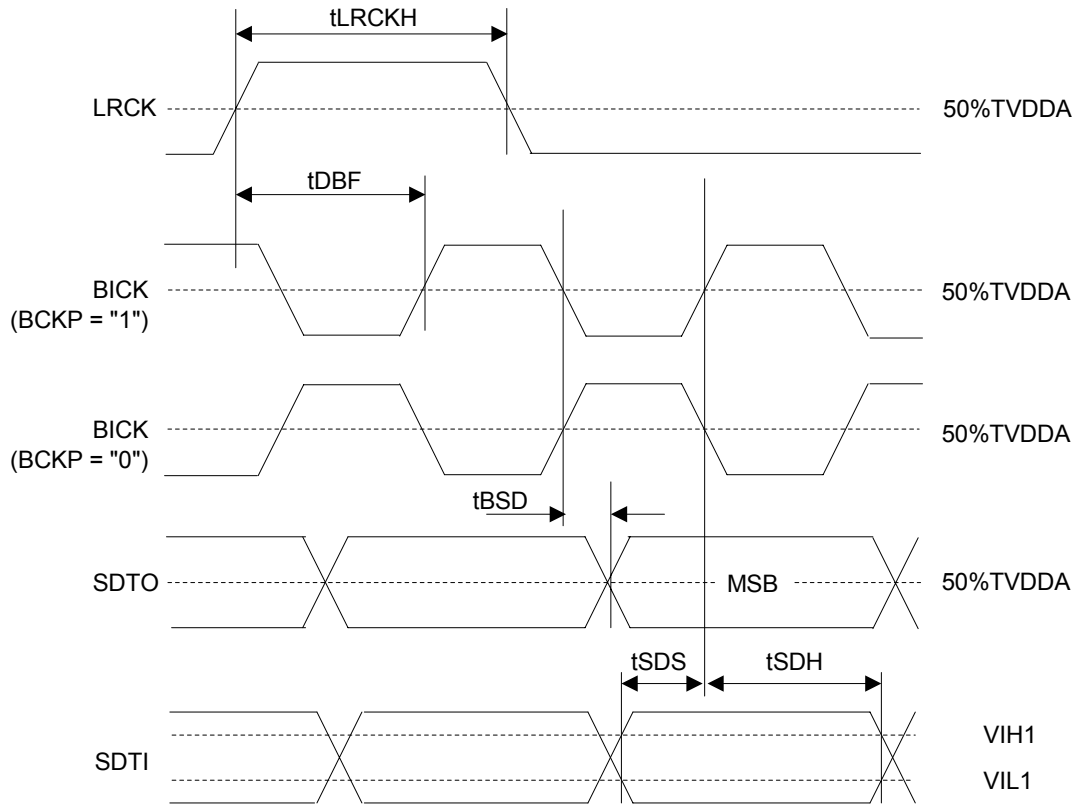 tLRCKH
LRCK
50%TVDDA
tDBF
BICK
(BCKP = "1")
50%TVDDA
BICK
(BCKP = "0")
50%TVDDA
tBSD
SDTO
MSB
50%TVDDA
tSDS
tSDH
SDTI
VIH1
VIL1